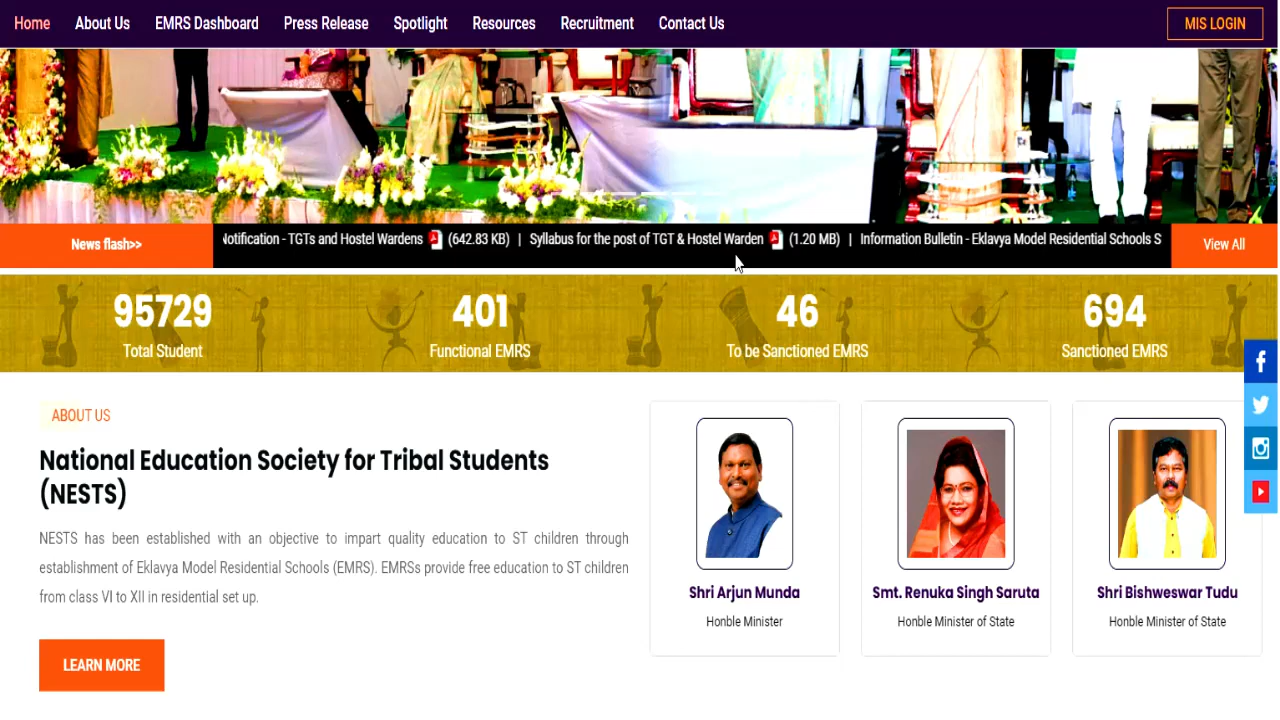 Home About Us EMRS Dashboard Press Release Spotlight Resources Recruitment Contact Us MIS LOGIN
News flash>> Notification - TGTs and Hostel Wardens (642.83 KB) | Syllabus for the post of TGT & Hostel Warden (1.20 MB) | Information Bulletin - Eklavya Model Residential Schools S View All
95729 401 46 694
Total Student Functional EMRS To be Sanctioned EMRS Sanctioned EMRS
ABOUT US
National Education Society for Tribal Students
(NESTS)
NESTS has been established with an objective to impart quality education to ST children through
establishment of Eklavya Model Residential Schools (EMRS). EMRSs provide free education to ST children
from class VI to XII in residential set up.
LEARN MORE
Shri Arjun Munda
Honble Minister
Smt. Renuka Singh Saruta
Honble Minister of State
Shri Bishweswar Tudu
Honble Minister of State